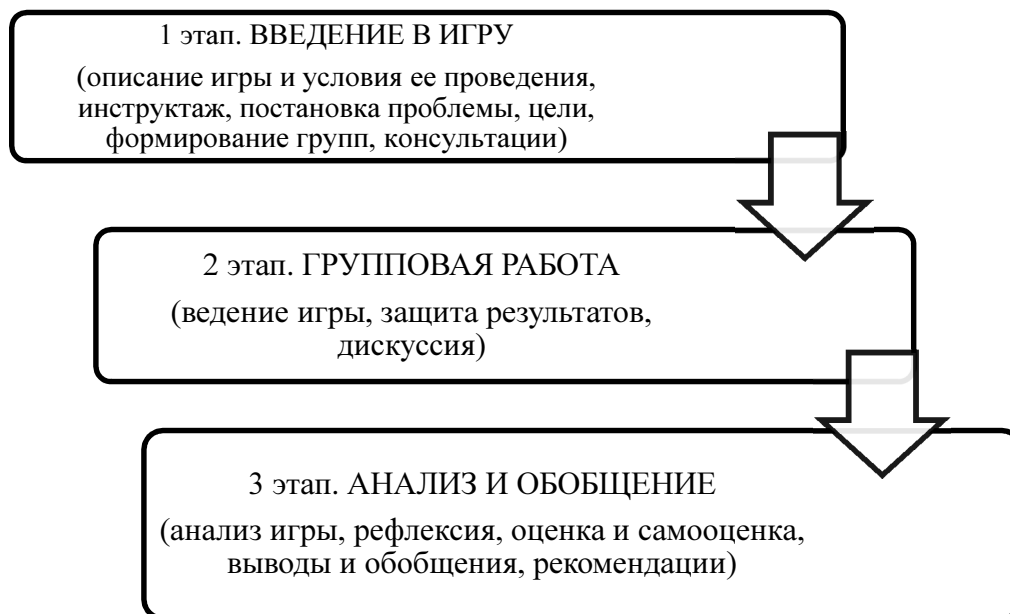 1 этап. ВВЕДЕНИЕ В ИГРУ
(описание игры и условия ее проведения,
инструктаж, постановка проблемы, цели,
формирование групп, консультации)
2 этап. ГРУППОВАЯ РАБОТА
(ведение игры, защита результатов,
дискуссия)
3 этап. АНАЛИЗ И ОБОБЩЕНИЕ
(анализ игры, рефлексия, оценка и самооценка,
выводы и обобщения, рекомендации)